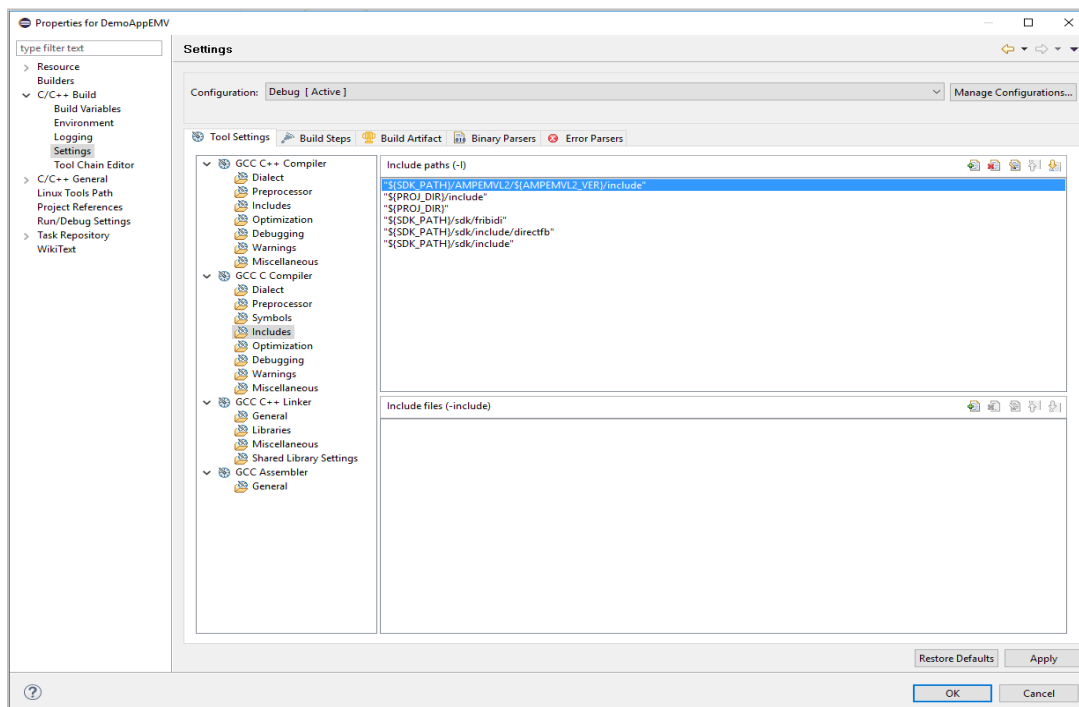 Properties for DemoAppEMV
type filter text
Resource
Builders
C/C++ Build
Build Variables
Environment
Logging
Settings
Tool Chain Editor
C/C++ General
Linux Tools Path
Project References
Run/Debug Settings
Task Repository
WikiText
Settings
Configuration: Debug [ Active ] Manage Configurations...
Tool Settings Build Steps Build Artifact Binary Parsers Error Parsers
GCC C++ Compiler
Dialect
Preprocessor
Includes
Optimization
Debugging
Warnings
Miscellaneous
GCC C Compiler
Dialect
Preprocessor
Symbols
Includes
Optimization
Debugging
Warnings
Miscellaneous
GCC C++ Linker
General
Libraries
Miscellaneous
Shared Library Settings
GCC Assembler
General
Include paths (-I)
"${SDK_PATH}/AMPEMVL2/${AMPEMVL2_VER}/include"
"${PROJ_DIR}/include"
"${PROJ_DIR}"
"${SDK_PATH}/sdk/fribidi"
"${SDK_PATH}/sdk/include/directfb"
"${SDK_PATH}/sdk/include"
Include files (-include)
Restore Defaults Apply
OK Cancel